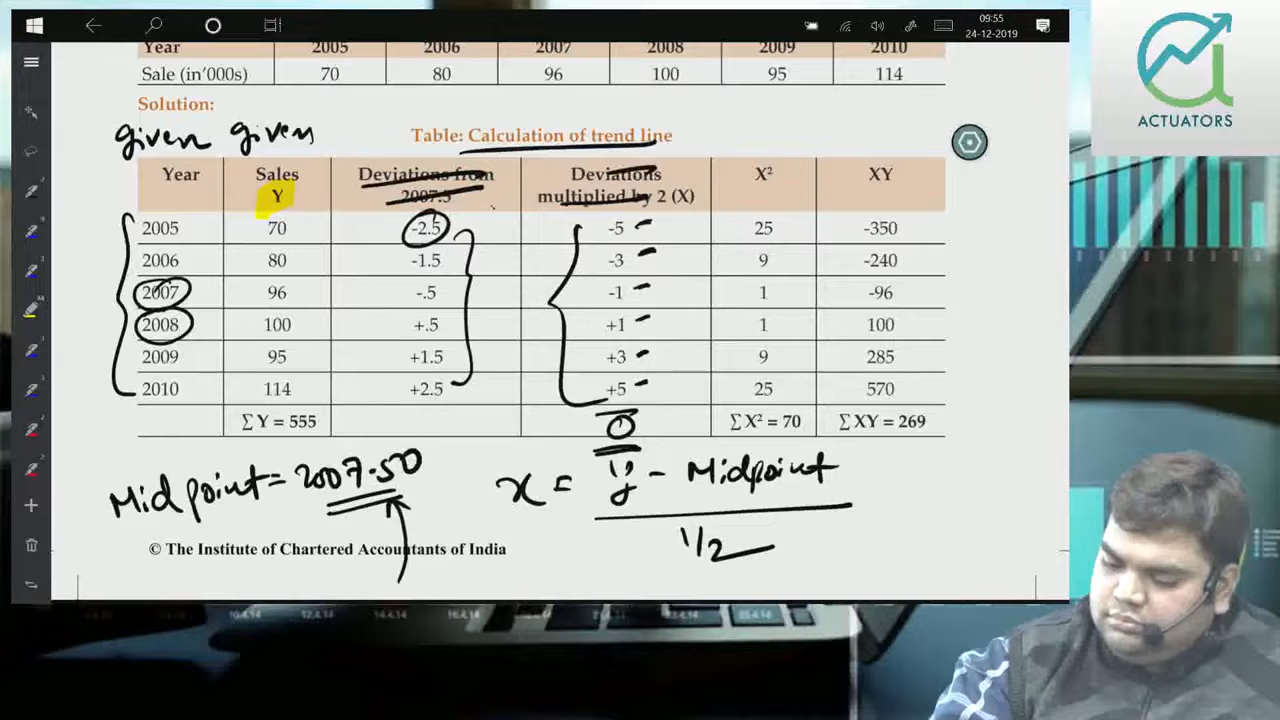 09:55
24-12-2019
Year 2005 2006 2007 2008 2009 2010
Sale (in'000s) 70 80 96 100 95 114
Solution:
given given
Table: Calculation of trend line
Year Sales Y Deviations from 2007.5 Deviations multiplied by 2 (X) X² XY
2005 70 -2.5 -5 25 -350
2006 80 -1.5 -3 9 -240
2007 96 -.5 -1 1 -96
2008 100 +.5 +1 1 100
2009 95 +1.5 +3 9 285
2010 114 +2.5 +5 25 570
∑ Y = 555 0 ∑ X² = 70 ∑ XY = 269
Midpoint = 2007.50
x = y - Midpoint
1/2
© The Institute of Chartered Accountants of India
ACTUATORS